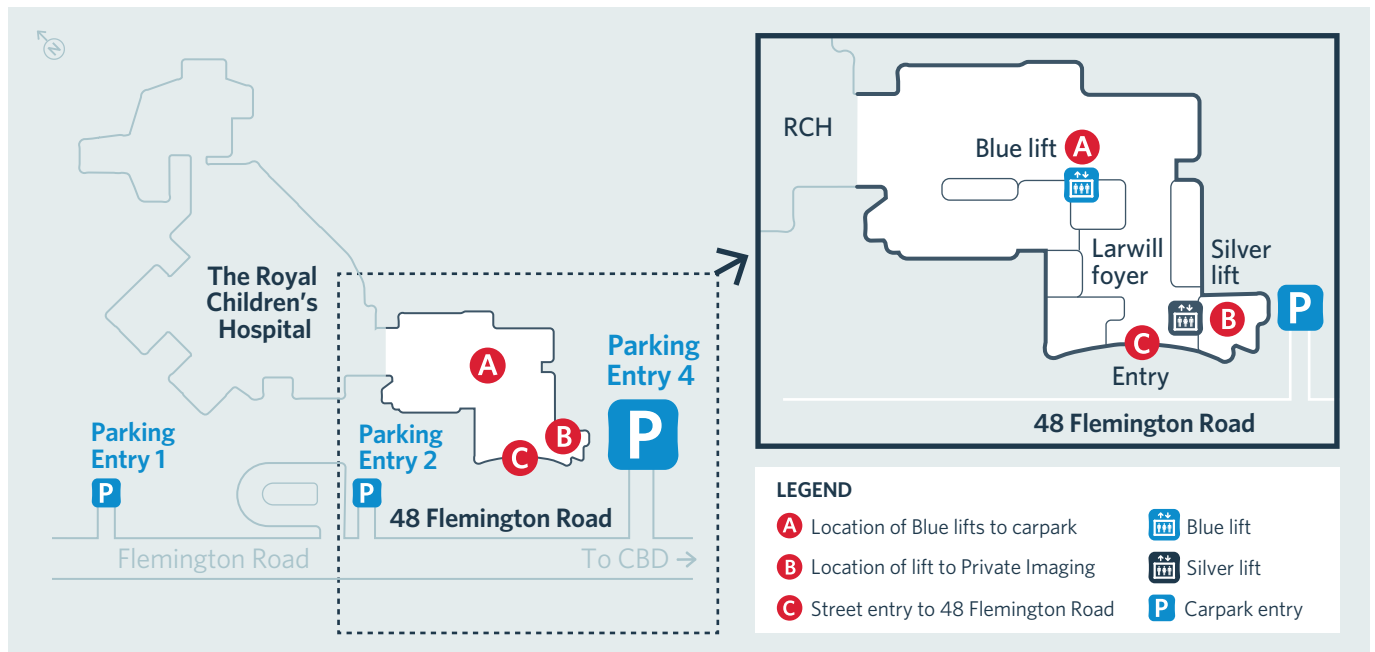 N
The Royal
Children's
Hospital
A
B
C
Parking
Entry 4
P
Parking
Entry 1
P
Parking
Entry 2
P
48 Flemington Road
Flemington Road
To CBD →
RCH
Blue lift
A
Larwill
foyer
Silver
lift
B
P
C
Entry
48 Flemington Road
LEGEND
A Location of Blue lifts to carpark
B Location of lift to Private Imaging
C Street entry to 48 Flemington Road
Blue lift
Silver lift
P Carpark entry